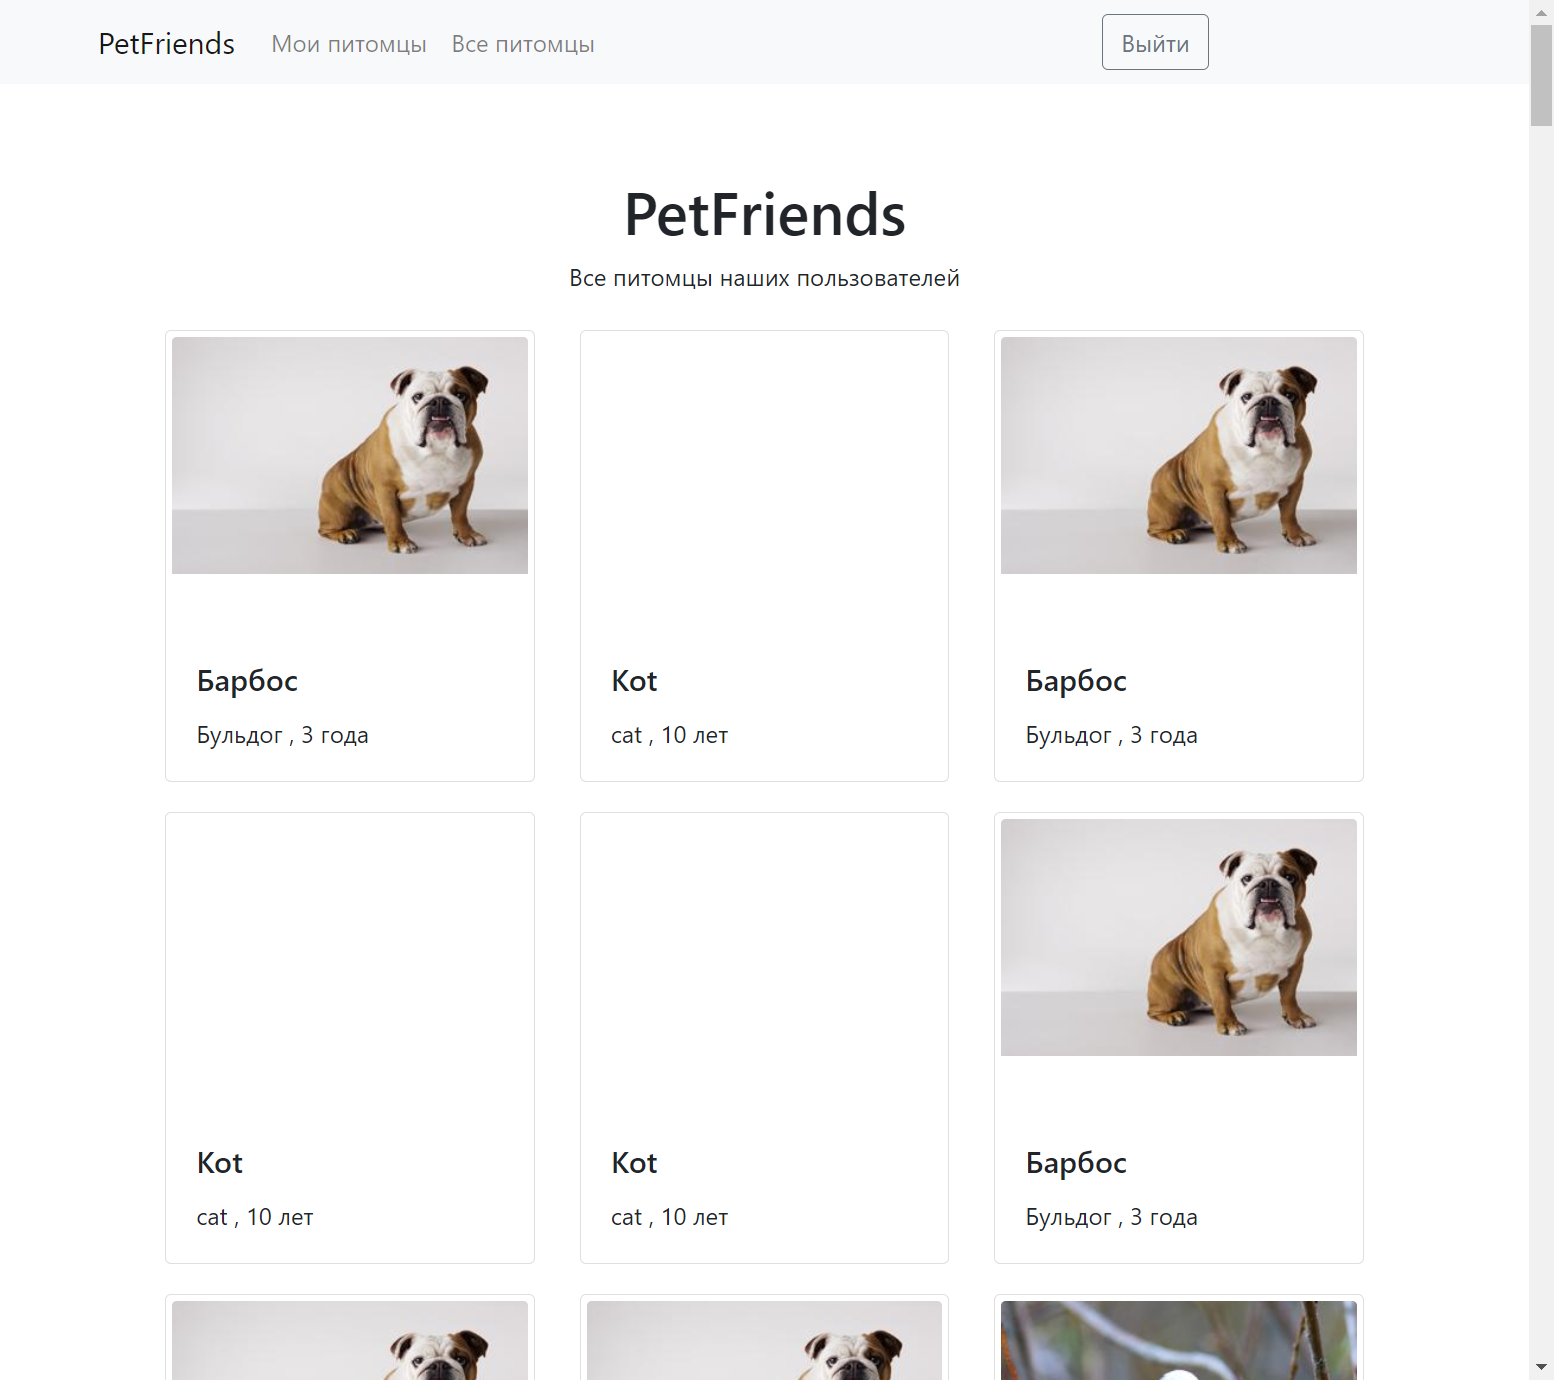 PetFriends Мои питомцы Все питомцы Выйти
PetFriends
Все питомцы наших пользователей
Барбос
Бульдог , 3 года
Kot
cat , 10 лет
Барбос
Бульдог , 3 года
Kot
cat , 10 лет
Kot
cat , 10 лет
Барбос
Бульдог , 3 года